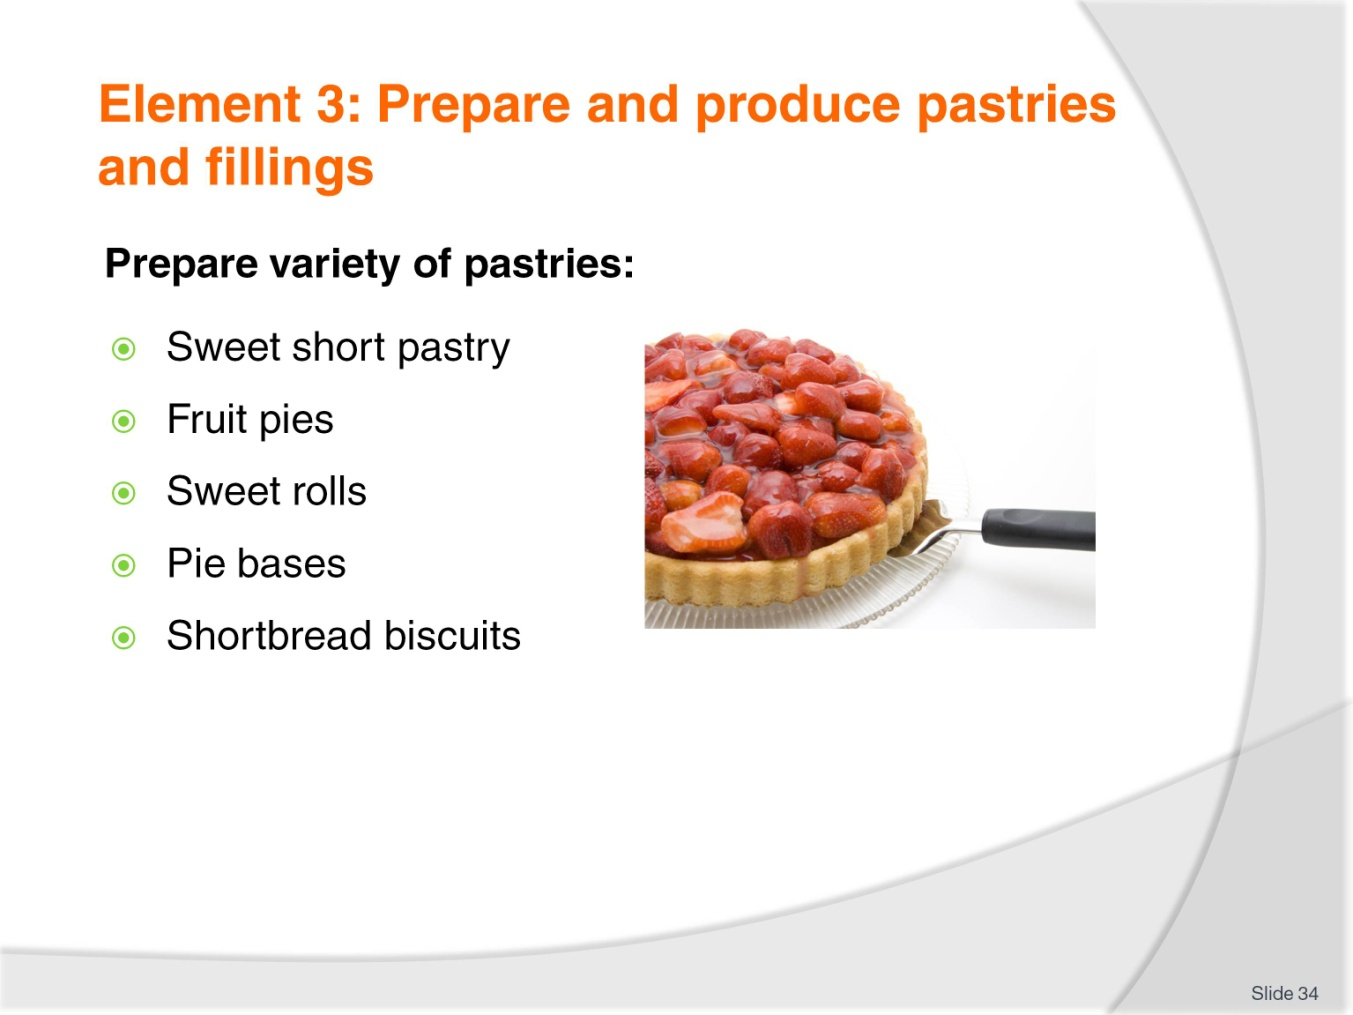 Element 3: Prepare and produce pastries
and fillings
Prepare variety of pastries:
Sweet short pastry
Fruit pies
Sweet rolls
Pie bases
Shortbread biscuits
Slide 34